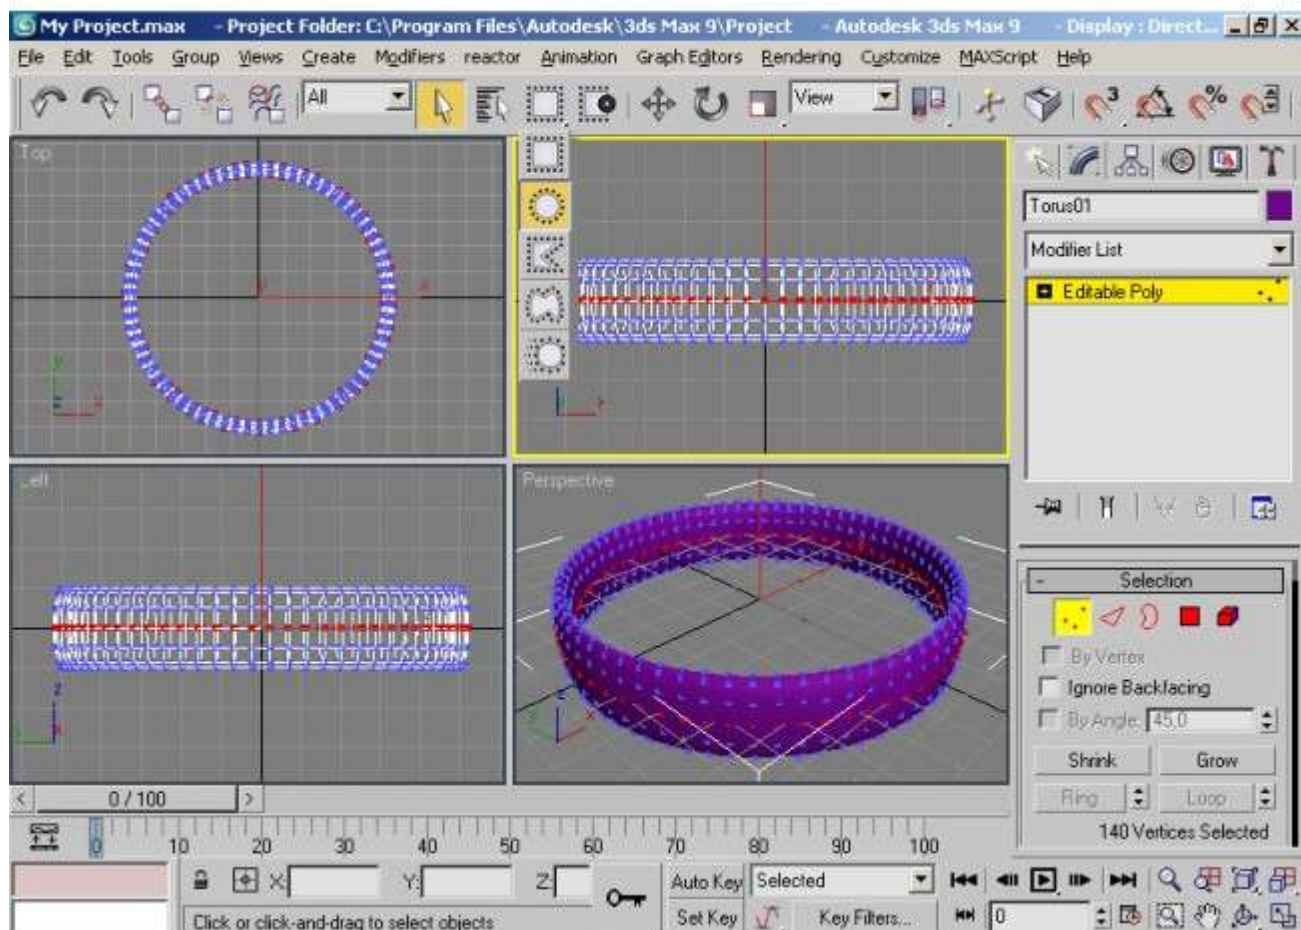 My Project.max - Project Folder: C:\Program Files\Autodesk\3ds Max 9\Project - Autodesk 3ds Max 9 - Display : Direct...
File Edit Tools Group Views Create Modifiers reactor Animation Graph Editors Rendering Customize MAXScript Help
All View 3 %
Top
Torus01
Modifier List
Editable Poly
Left
Perspective
- Selection
By Vertex
Ignore Backfacing
By Angle: 45,0
Shrink Grow
Ring Loop
140 Vertices Selected
< 0 / 100 >
0 10 20 30 40 50 60 70 80 90 100
X: Y: Z: Auto Key Selected
Click or click-and-drag to select objects Set Key Key Filters... 0